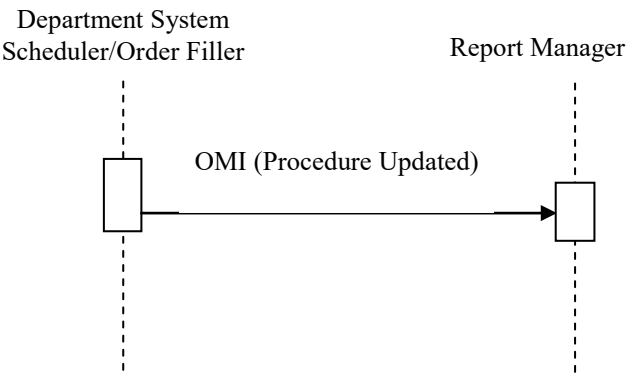 Department System
Scheduler/Order Filler
Report Manager
OMI (Procedure Updated)